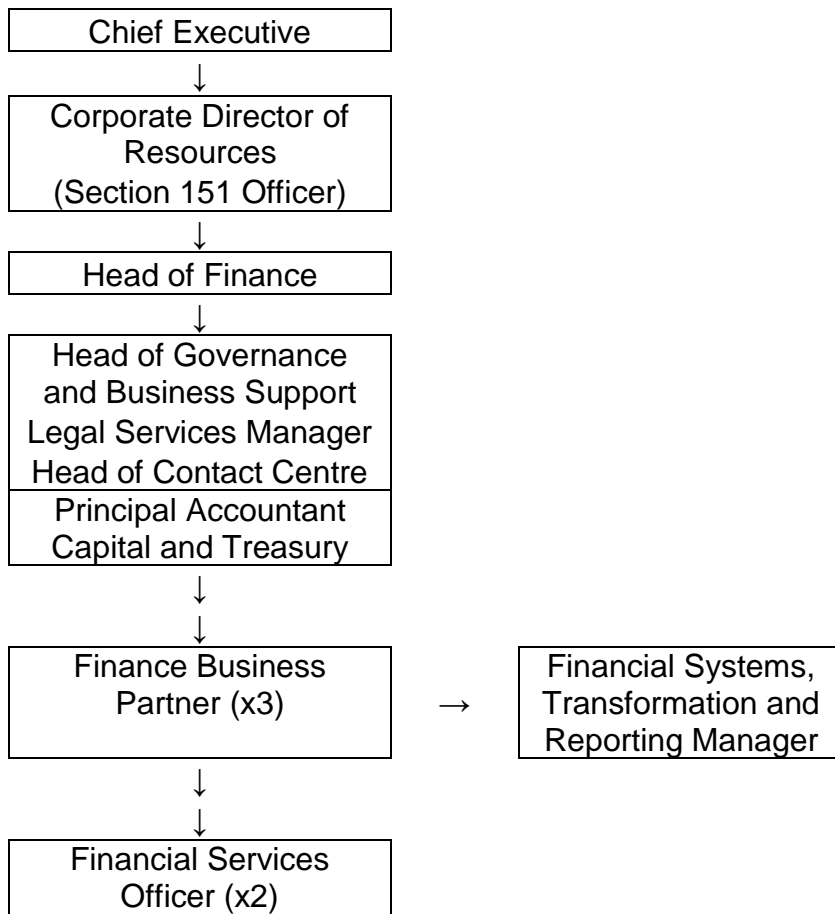 Chief Executive
↓
Corporate Director of
Resources
(Section 151 Officer)
↓
Head of Finance
↓
Head of Governance
and Business Support
Legal Services Manager
Head of Contact Centre
Principal Accountant
Capital and Treasury
↓
↓
Finance Business
Partner (x3)
→
Financial Systems,
Transformation and
Reporting Manager
↓
↓
Financial Services
Officer (x2)